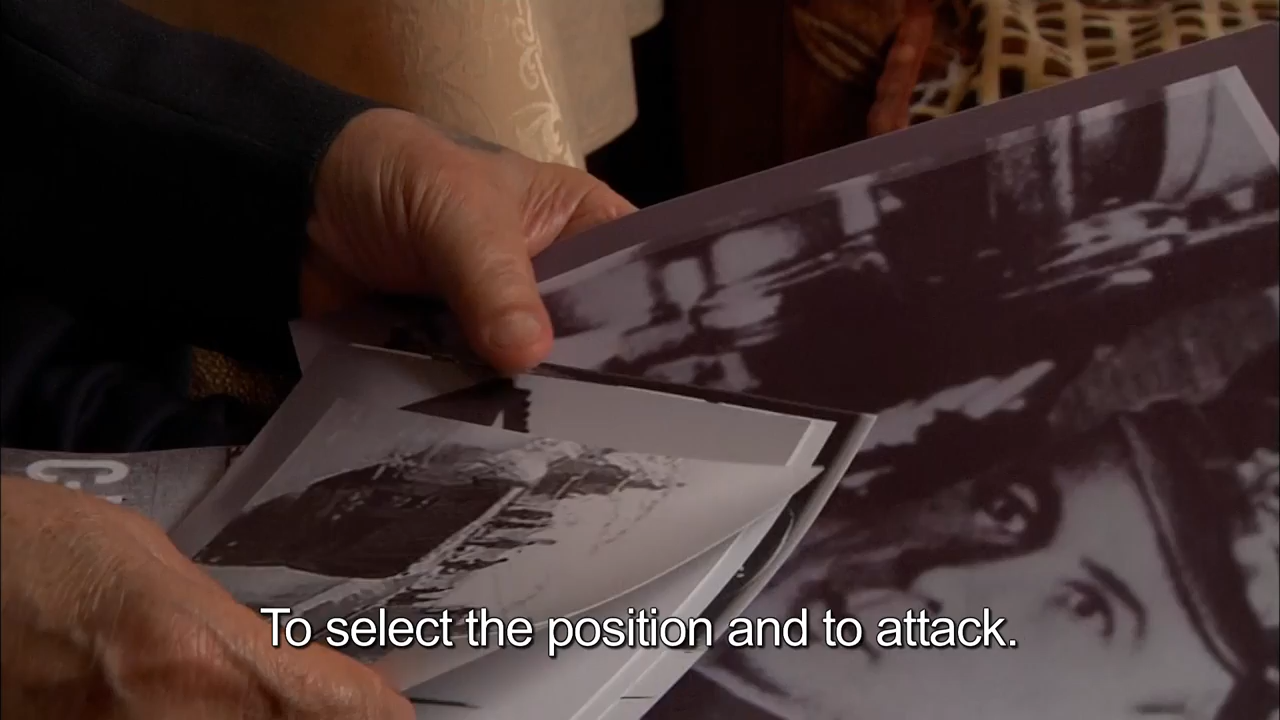 To select the position and to attack.